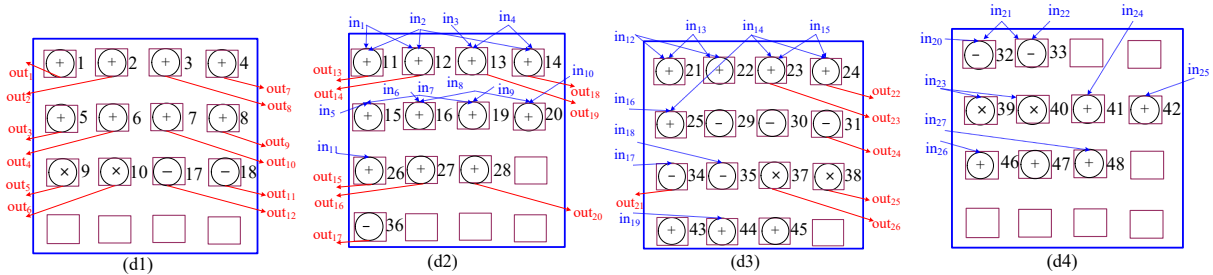 out1
out2
out3
out4
out5
out6
out7
out8
out9
out10
out11
out12
+ 1 + 2 + 3 + 4
+ 5 + 6 + 7 + 8
× 9 × 10 − 17 − 18
(d1)
in1 in2 in3 in4
+ 11 + 12 + 13 + 14
out13
out14
out18
out19
in5 in6 in7 in8 in9 in10
+ 15 + 16 + 19 + 20
in11
+ 26 + 27 + 28
out15
out16
out20
− 36
out17
(d2)
in12 in13 in14 in15
+ 21 + 22 + 23 + 24
out22
in16
+ 25 − 29 − 30 − 31
out23
out24
in17 in18
− 34 − 35 × 37 × 38
out21
out25
out26
in19
+ 43 + 44 + 45
(d3)
in20 in21 in22
− 32 − 33
in23 in24 in25
× 39 × 40 + 41 + 42
in26 in27
+ 46 + 47 + 48
(d4)